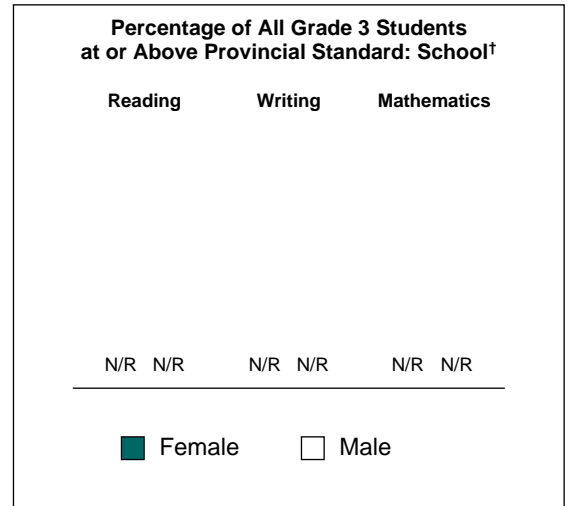 Percentage of All Grade 3 Students
at or Above Provincial Standard: School†
Reading Writing Mathematics
N/R N/R N/R N/R N/R N/R
Female Male